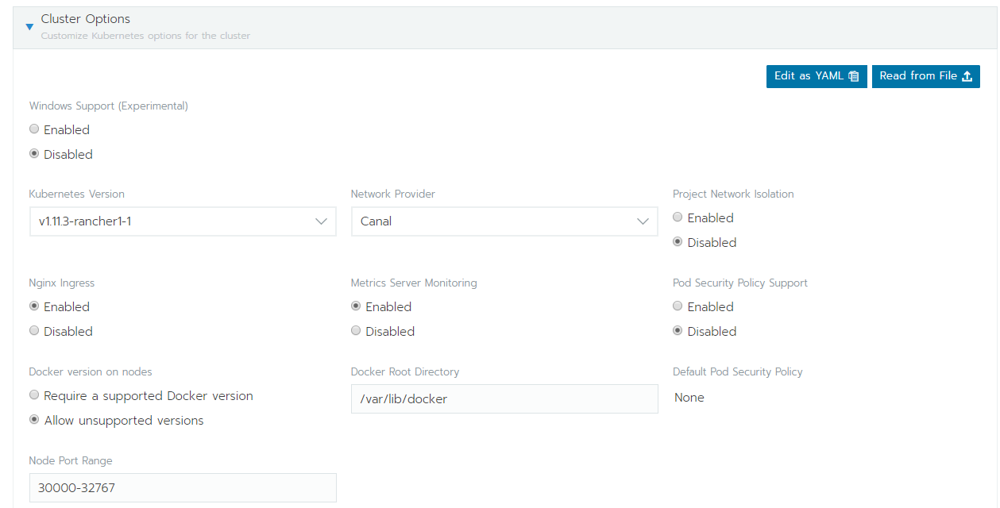 Cluster Options
Customize Kubernetes options for the cluster
Edit as YAML Read from File
Windows Support (Experimental)
Enabled
Disabled
Kubernetes Version Network Provider Project Network Isolation
v1.11.3-rancher1-1 Canal Enabled
Disabled
Nginx Ingress Metrics Server Monitoring Pod Security Policy Support
Enabled Enabled Enabled
Disabled Disabled Disabled
Docker version on nodes Docker Root Directory Default Pod Security Policy
Require a supported Docker version /var/lib/docker None
Allow unsupported versions
Node Port Range
30000-32767